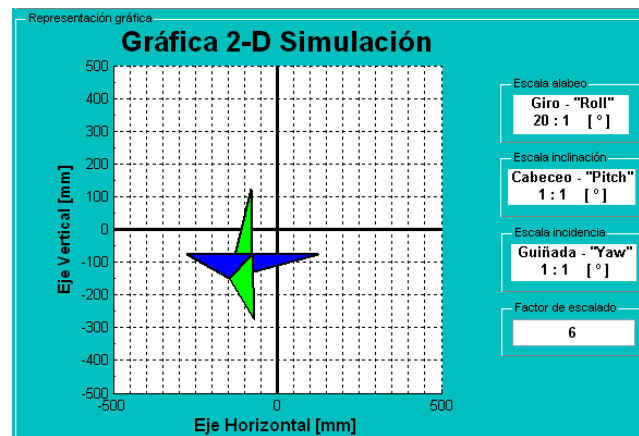 Representación gráfica
Gráfica 2-D Simulación
500
400
300
200
100
0
-100
-200
-300
-400
-500
-500
0
500
Eje Vertical [mm]
Eje Horizontal [mm]
Escala alabeo
Giro - "Roll"
20 : 1 [ º ]
Escala inclinación
Cabeceo - "Pitch"
1 : 1 [ º ]
Escala incidencia
Guiñada - "Yaw"
1 : 1 [ º ]
Factor de escalado
6